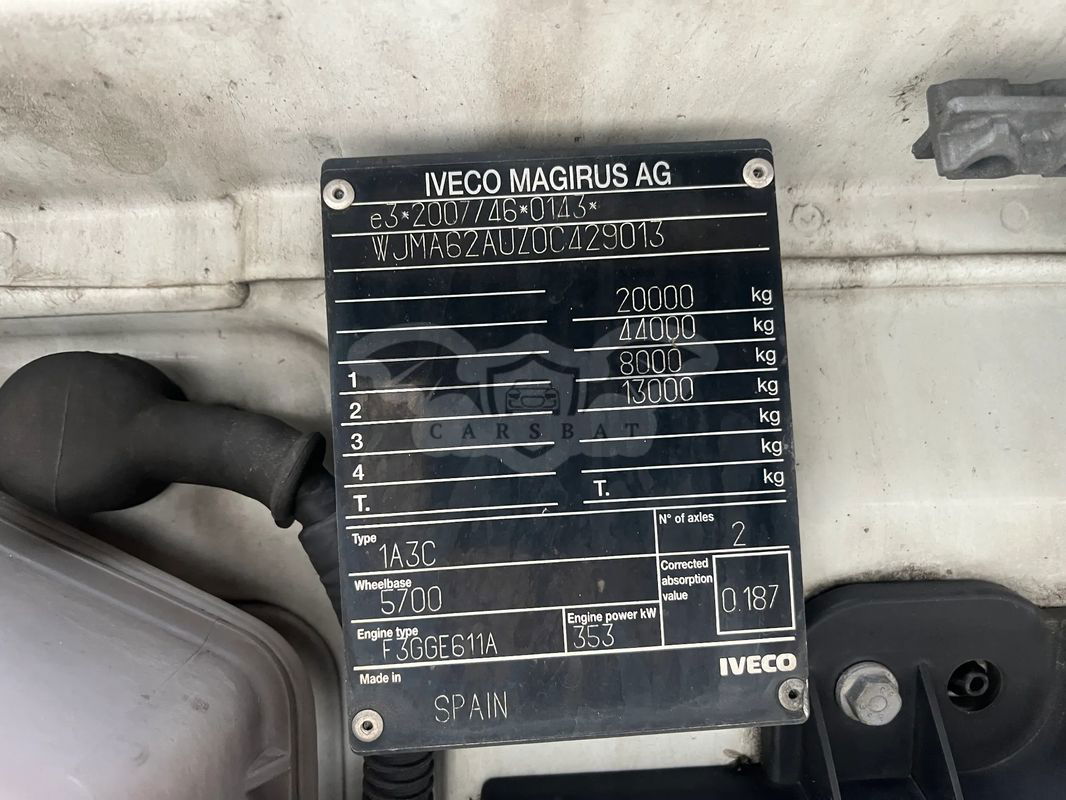 IVECO MAGIRUS AG
e3*2007/46*0143*
WJMA62AUZ0C429013
20000 kg
44000 kg
1 8000 kg
2 13000 kg
3 kg
4 kg
T. T. kg
Type 1A3C
N° of axles 2
Wheelbase 5700
Corrected absorption value 0.187
Engine type F3GGE611A
Engine power kW 353
IVECO
Made in SPAIN
CARSBAT